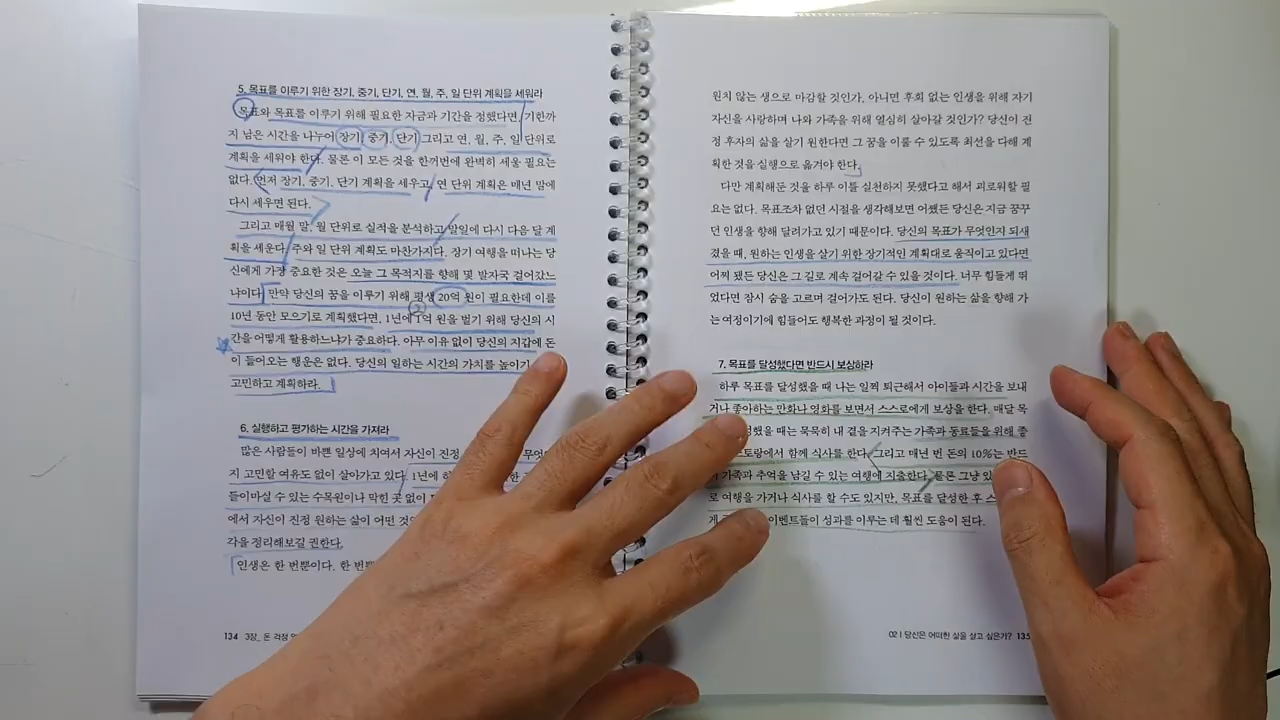 5. 목표를 이루기 위한 장기, 중기, 단기, 연, 월, 주, 일 단위 계획을 세워라
목표와 목표를 이루기 위해 필요한 자금과 기간을 정했다면, 기한까
지 남은 시간을 나누어 장기, 중기, 단기 그리고 연, 월, 주, 일 단위로
계획을 세워야 한다. 물론 이 모든 것을 한꺼번에 완벽히 세울 필요는
없다. 먼저 장기, 중기, 단기 계획을 세우고, 연 단위 계획은 매년 말에
다시 세우면 된다.
그리고 매월 말, 월 단위로 실적을 분석하고 말일에 다시 다음 달 계
획을 세운다. 주와 일 단위 계획도 마찬가지다. 장기 여행을 떠나는 당
신에게 가장 중요한 것은 오늘 그 목적지를 향해 몇 발자국 걸어갔느
냐이다. 만약 당신의 꿈을 이루기 위해 평생 20억 원이 필요한데 이를
10년 동안 모으기로 계획했다면, 1년에 억 원을 벌기 위해 당신의 시
간을 어떻게 활용하느냐가 중요하다. 아무 이유 없이 당신의 지갑에 돈
이 들어오는 행운은 없다. 당신의 일하는 시간의 가치를 높이기
고민하고 계획하라.
6. 실행하고 평가하는 시간을 가져라
많은 사람들이 바쁜 일상에 치여서 자신이 진정
지 고민할 여유도 없이 살아가고 있다. 1년에
들이마실 수 있는 수목원이나 막힌 곳 없이
에서 자신이 진정 원하는 삶이 어떤
각을 정리해보길 권한다.
인생은 한 번뿐이다. 한
134 3장_ 돈 걱정
원치 않는 생으로 마감할 것인가, 아니면 후회 없는 인생을 위해 자기
자신을 사랑하며 나와 가족을 위해 열심히 살아갈 것인가? 당신이 진
정 후자의 삶을 살기 원한다면 그 꿈을 이룰 수 있도록 최선을 다해 계
획한 것을 실행으로 옮겨야 한다.
다만 계획해둔 것을 하루 이틀 실천하지 못했다고 해서 괴로워할 필
요는 없다. 목표조차 없던 시절을 생각해보면 어쨌든 당신은 지금 꿈꾸
던 인생을 향해 달려가고 있기 때문이다. 당신의 목표가 무엇인지 되새
겼을 때, 원하는 인생을 살기 위한 장기적인 계획대로 움직이고 있다면
어찌 됐든 당신은 그 길로 계속 걸어갈 수 있을 것이다. 너무 힘들게 뛰
었다면 잠시 숨을 고르며 걸어가도 된다. 당신이 원하는 삶을 향해 가
는 여정이기에 힘들어도 행복한 과정이 될 것이다.
7. 목표를 달성했다면 반드시 보상하라
하루 목표를 달성했을 때 나는 일찍 퇴근해서 아이들과 시간을 보내
거나 좋아하는 만화나 영화를 보면서 스스로에게 보상을 한다. 매달 목
했을 때는 묵묵히 내 곁을 지켜주는 가족과 동료들을 위해 좋
함께 식사를 한다. 그리고 매년 번 돈의 10%는 반드
가족과 추억을 남길 수 있는 여행에 지출한다. 물론 그냥
로 여행을 가거나 식사를 할 수도 있지만, 목표를 달성한 후
이벤트들이 성과를 이루는 데 훨씬 도움이 된다.
02 | 당신은 어떠한 삶을 살고 싶은가? 135